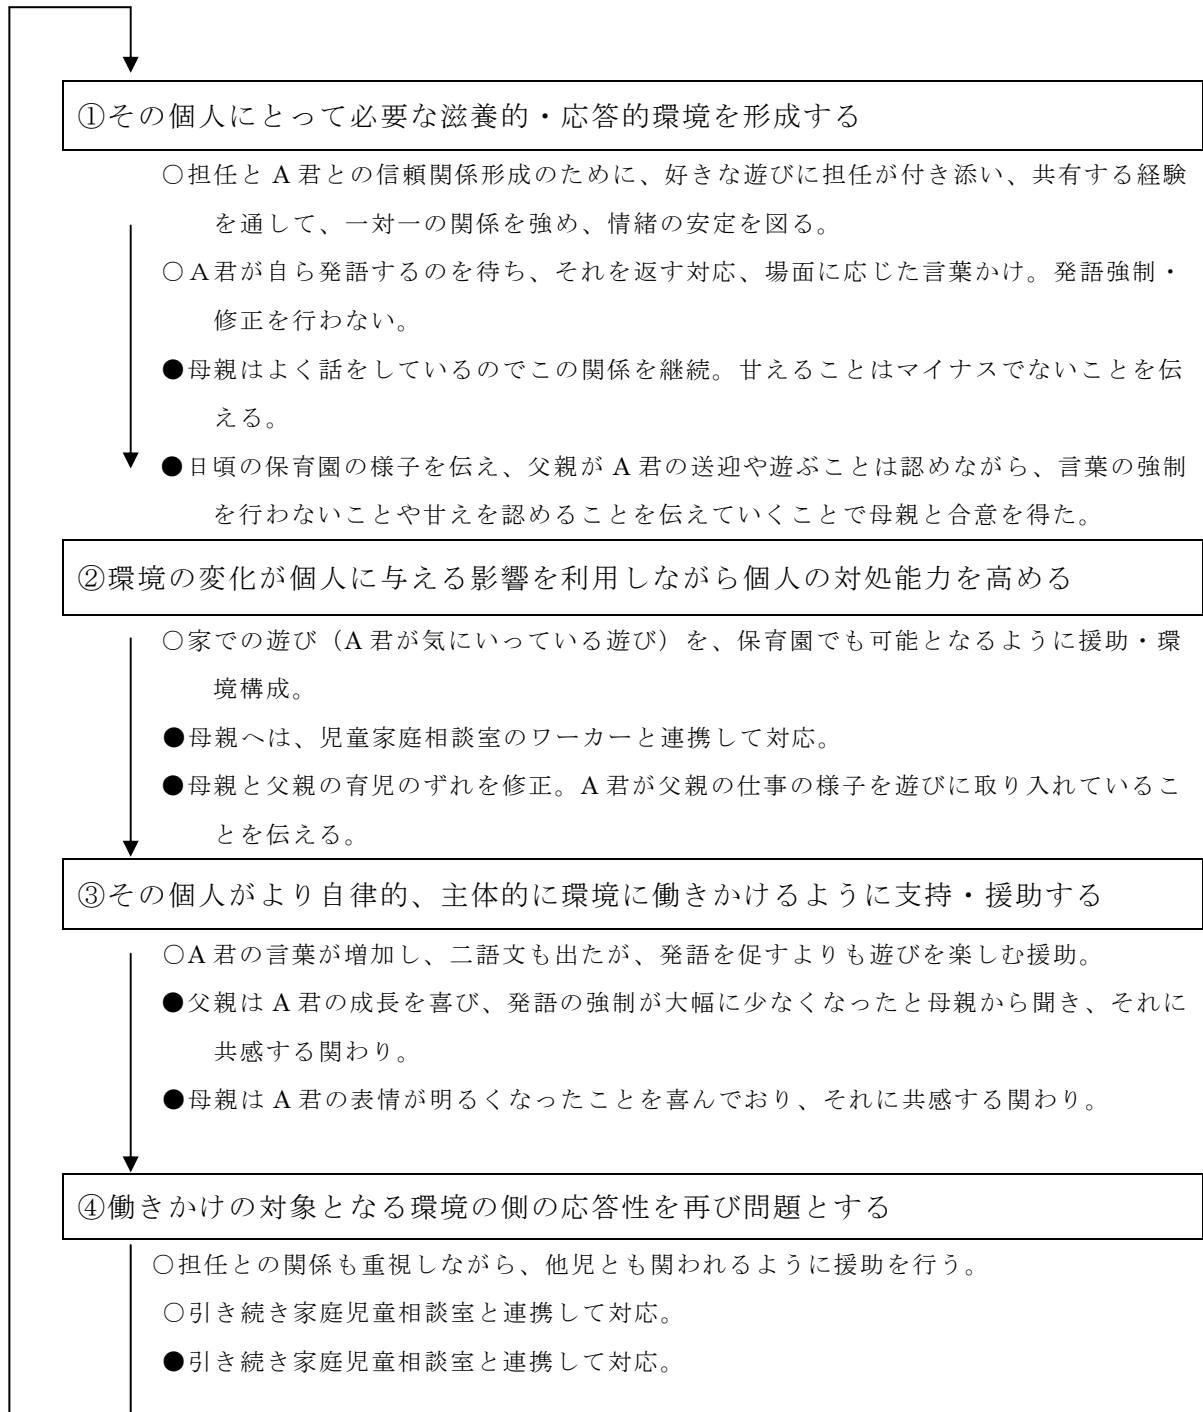 ①その個人にとって必要な滋養的・応答的環境を形成する
○担任と A 君との信頼関係形成のために、好きな遊びに担任が付き添い、共有する経験
を通して、一対一の関係を強め、情緒の安定を図る。
○A君が自ら発語するのを待ち、それを返す対応、場面に応じた言葉かけ。発語強制・
修正を行わない。
●母親はよく話をしているのでこの関係を継続。甘えることはマイナスでないことを伝
える。
●日頃の保育園の様子を伝え、父親が A 君の送迎や遊ぶことは認めながら、言葉の強制
を行わないことや甘えを認めることを伝えていくことで母親と合意を得た。
②環境の変化が個人に与える影響を利用しながら個人の対処能力を高める
○家での遊び（A 君が気にいっている遊び）を、保育園でも可能となるように援助・環
境構成。
●母親へは、児童家庭相談室のワーカーと連携して対応。
●母親と父親の育児のずれを修正。A 君が父親の仕事の様子を遊びに取り入れているこ
とを伝える。
③その個人がより自律的、主体的に環境に働きかけるように支持・援助する
○A 君の言葉が増加し、二語文も出たが、発語を促すよりも遊びを楽しむ援助。
●父親は A 君の成長を喜び、発語の強制が大幅に少なくなったと母親から聞き、それに
共感する関わり。
●母親は A 君の表情が明るくなったことを喜んでおり、それに共感する関わり。
④働きかけの対象となる環境の側の応答性を再び問題とする
○担任との関係も重視しながら、他児とも関われるように援助を行う。
○引き続き家庭児童相談室と連携して対応。
●引き続き家庭児童相談室と連携して対応。